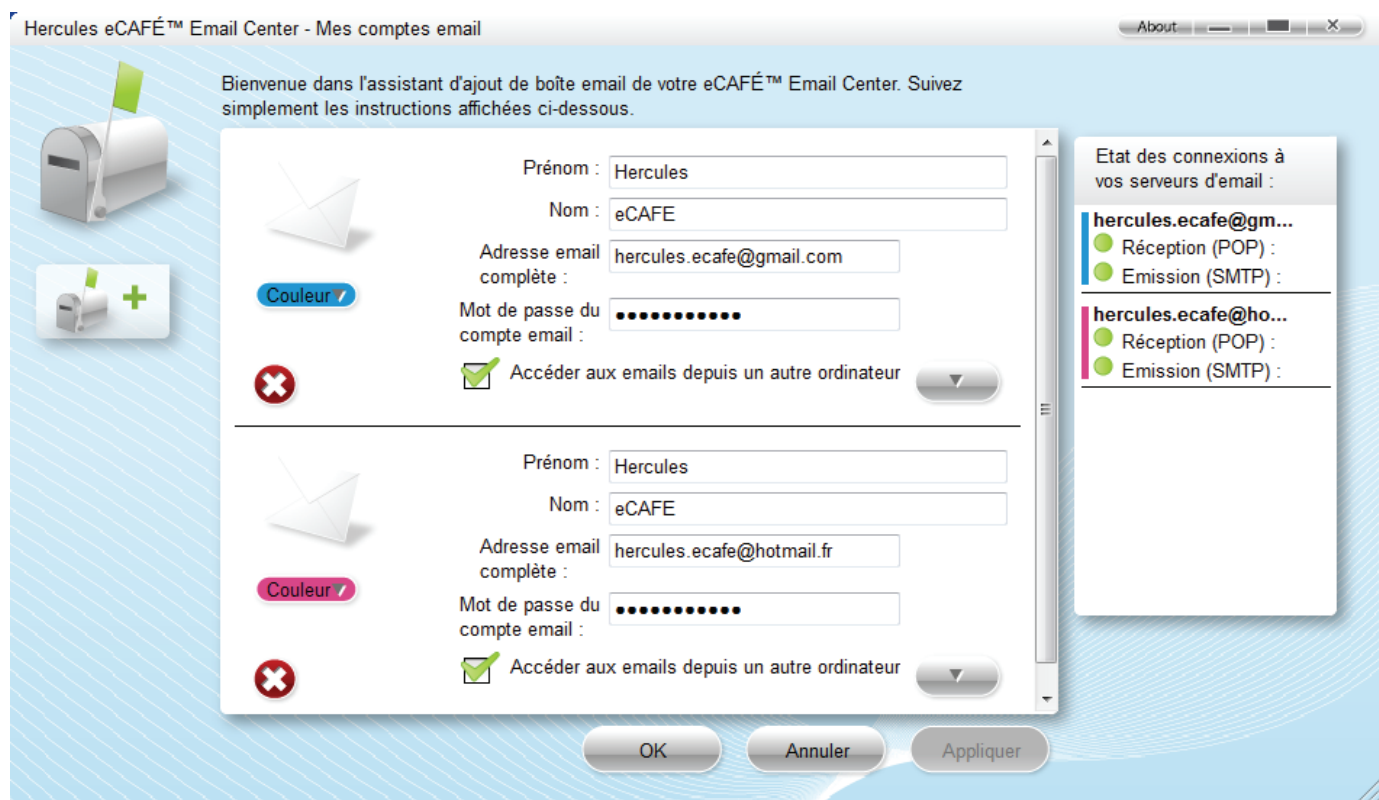 Hercules eCAFÉ™ Email Center - Mes comptes email
About
Bienvenue dans l'assistant d'ajout de boîte email de votre eCAFÉ™ Email Center. Suivez
simplement les instructions affichées ci-dessous.
Prénom :
Hercules
Nom :
eCAFE
Adresse email
complète :
hercules.ecafe@gmail.com
Couleur
Mot de passe du
compte email :
●●●●●●●●●●●
Accéder aux emails depuis un autre ordinateur
Prénom :
Hercules
Nom :
eCAFE
Adresse email
complète :
hercules.ecafe@hotmail.fr
Couleur
Mot de passe du
compte email :
●●●●●●●●●●●
Accéder aux emails depuis un autre ordinateur
Etat des connexions à
vos serveurs d'email :
hercules.ecafe@gm...
Réception (POP) :
Emission (SMTP) :
hercules.ecafe@ho...
Réception (POP) :
Emission (SMTP) :
OK
Annuler
Appliquer